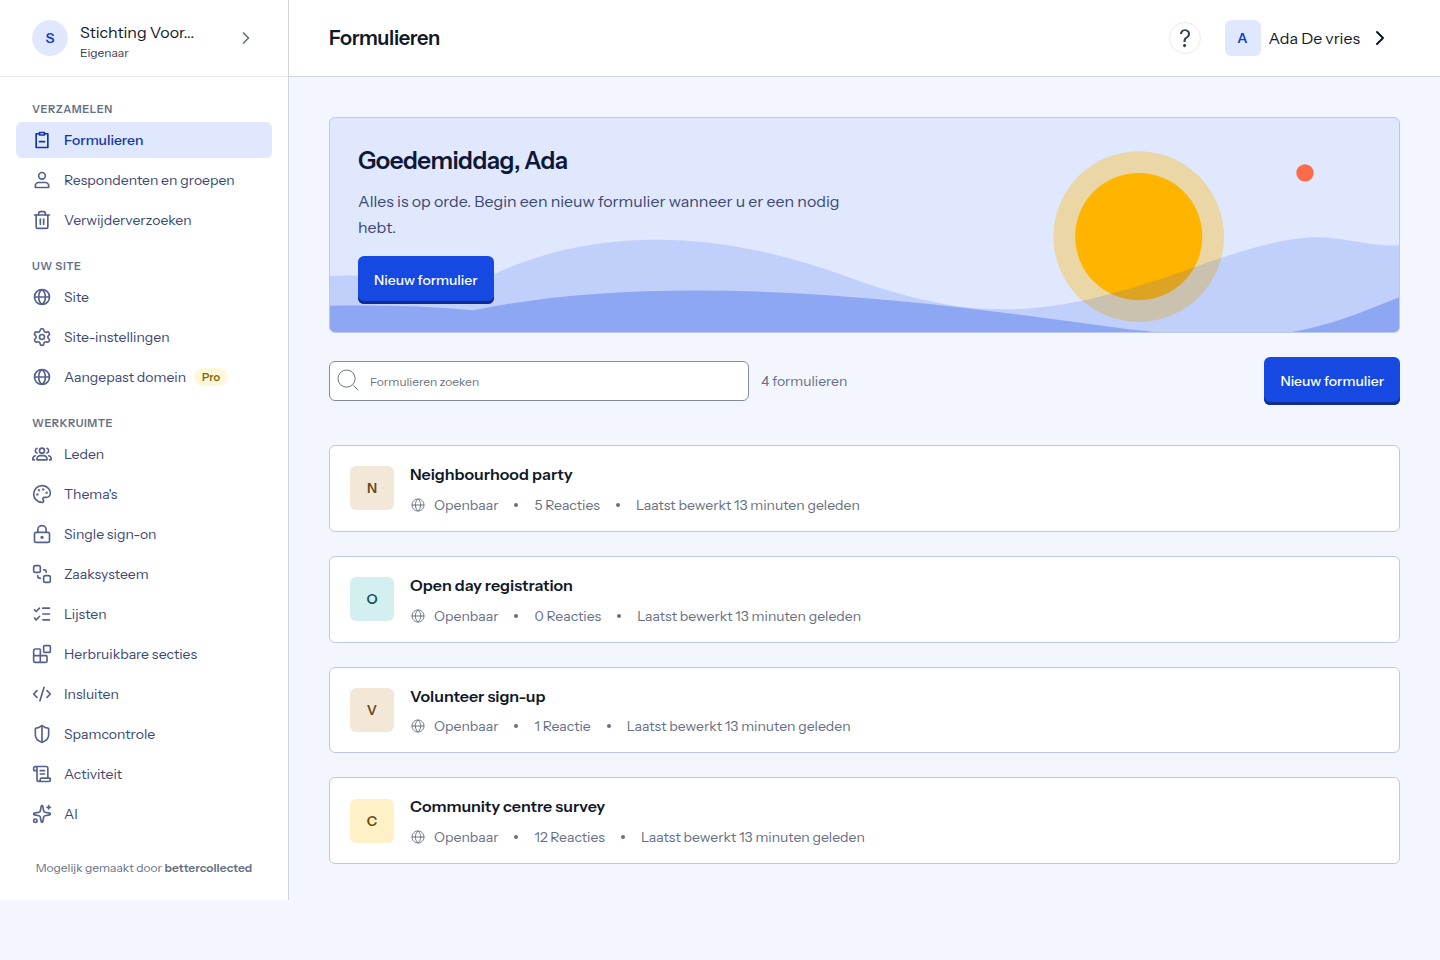 S
Stichting Voor...
Eigenaar
VERZAMELEN
Formulieren
Respondenten en groepen
Verwijderverzoeken
UW SITE
Site
Site-instellingen
Aangepast domein Pro
WERKRUIMTE
Leden
Thema's
Single sign-on
Zaaksysteem
Lijsten
Herbruikbare secties
Insluiten
Spamcontrole
Activiteit
AI
Mogelijk gemaakt door bettercollected
Formulieren
?
A
Ada De vries
Goedemiddag, Ada
Alles is op orde. Begin een nieuw formulier wanneer u er een nodig
hebt.
Nieuw formulier
Formulieren zoeken
4 formulieren
Nieuw formulier
N
Neighbourhood party
Openbaar • 5 Reacties • Laatst bewerkt 13 minuten geleden
O
Open day registration
Openbaar • 0 Reacties • Laatst bewerkt 13 minuten geleden
V
Volunteer sign-up
Openbaar • 1 Reactie • Laatst bewerkt 13 minuten geleden
C
Community centre survey
Openbaar • 12 Reacties • Laatst bewerkt 13 minuten geleden